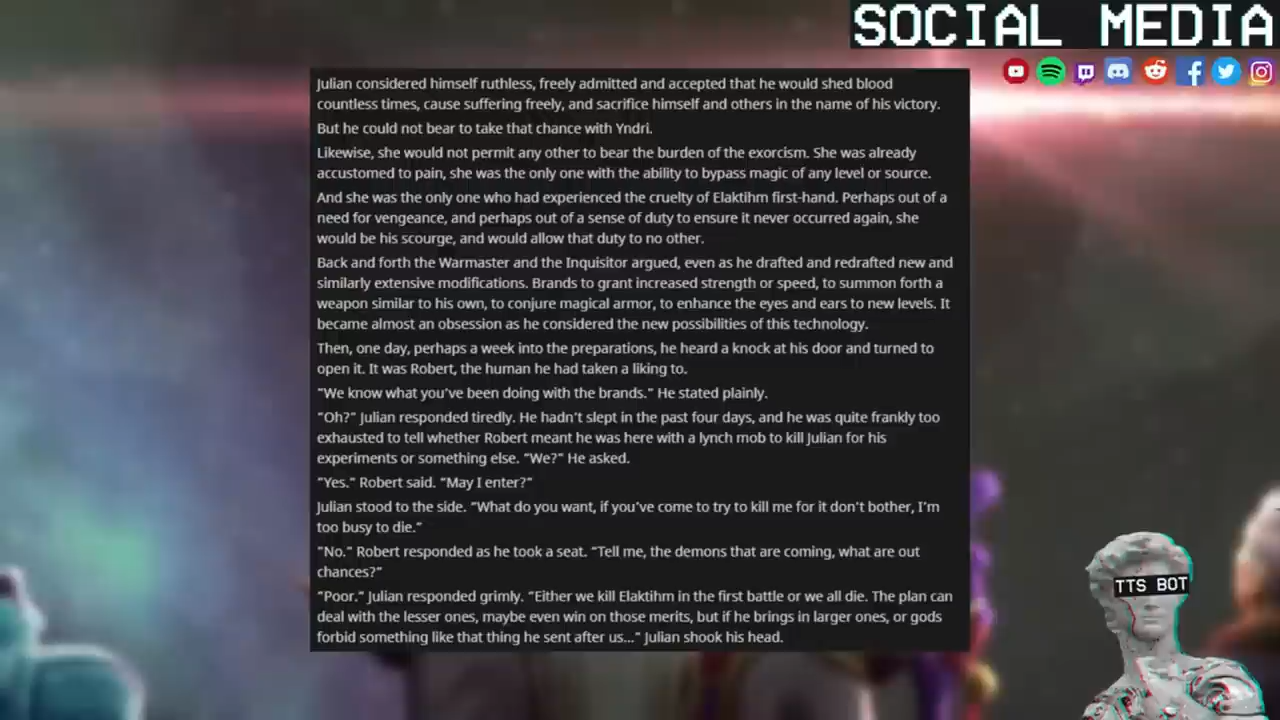 SOCIAL MEDIA
Julian considered himself ruthless, freely admitted and accepted that he would shed blood
countless times, cause suffering freely, and sacrifice himself and others in the name of his victory.
But he could not bear to take that chance with Yndri.
Likewise, she would not permit any other to bear the burden of the exorcism. She was already
accustomed to pain, she was the only one with the ability to bypass magic of any level or source.
And she was the only one who had experienced the cruelty of Elaktihm first-hand. Perhaps out of a
need for vengeance, and perhaps out of a sense of duty to ensure it never occurred again, she
would be his scourge, and would allow that duty to no other.
Back and forth the Warmaster and the Inquisitor argued, even as he drafted and redrafted new and
similarly extensive modifications. Brands to grant increased strength or speed, to summon forth a
weapon similar to his own, to conjure magical armor, to enhance the eyes and ears to new levels. It
became almost an obsession as he considered the new possibilities of this technology.
Then, one day, perhaps a week into the preparations, he heard a knock at his door and turned to
open it. It was Robert, the human he had taken a liking to.
“We know what you’ve been doing with the brands.” He stated plainly.
“Oh?” Julian responded tiredly. He hadn’t slept in the past four days, and he was quite frankly too
exhausted to tell whether Robert meant he was here with a lynch mob to kill Julian for his
experiments or something else. “We?” He asked.
“Yes.” Robert said. “May I enter?”
Julian stood to the side. “What do you want, if you’ve come to try to kill me for it don’t bother, I’m
too busy to die.”
“No.” Robert responded as he took a seat. “Tell me, the demons that are coming, what are out
chances?”
“Poor.” Julian responded grimly. “Either we kill Elaktihm in the first battle or we all die. The plan can
deal with the lesser ones, maybe even win on those merits, but if he brings in larger ones, or gods
forbid something like that thing he sent after us…” Julian shook his head.
TTS BOT